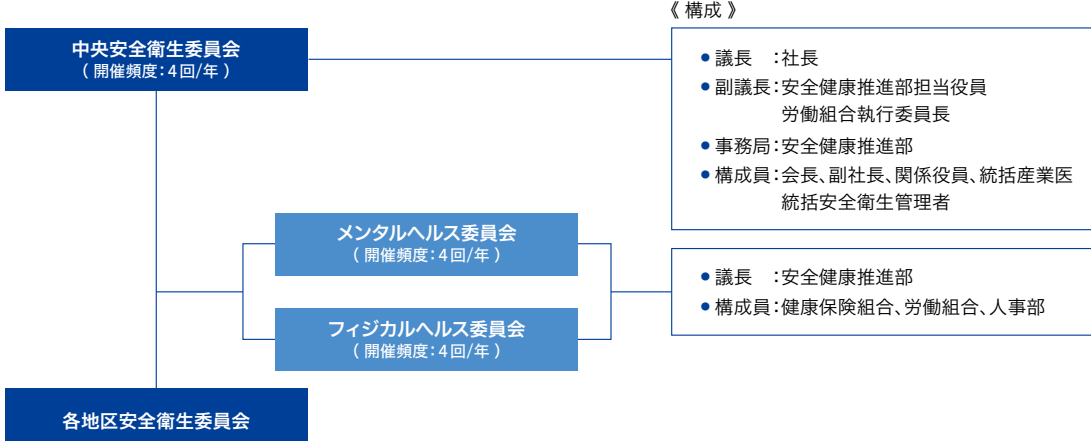 《 構成 》
中央安全衛生委員会
（ 開催頻度：4回/年 ）
● 議長　：社長
● 副議長：安全健康推進部担当役員
労働組合執行委員長
● 事務局：安全健康推進部
● 構成員：会長、副社長、関係役員、統括産業医
統括安全衛生管理者
メンタルヘルス委員会
（ 開催頻度：4回/年 ）
フィジカルヘルス委員会
（ 開催頻度：4回/年 ）
● 議長　：安全健康推進部
● 構成員：健康保険組合、労働組合、人事部
各地区安全衛生委員会